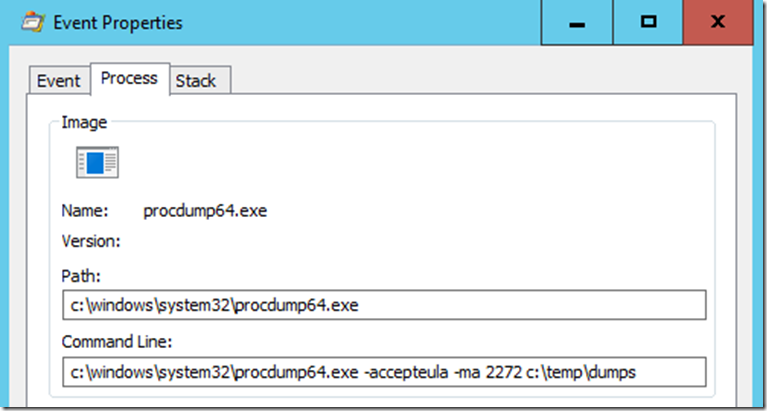 Event Properties
Event Process Stack
Image
Name: procdump64.exe
Version:
Path:
c:\windows\system32\procdump64.exe
Command Line:
c:\windows\system32\procdump64.exe -accepteula -ma 2272 c:\temp\dumps